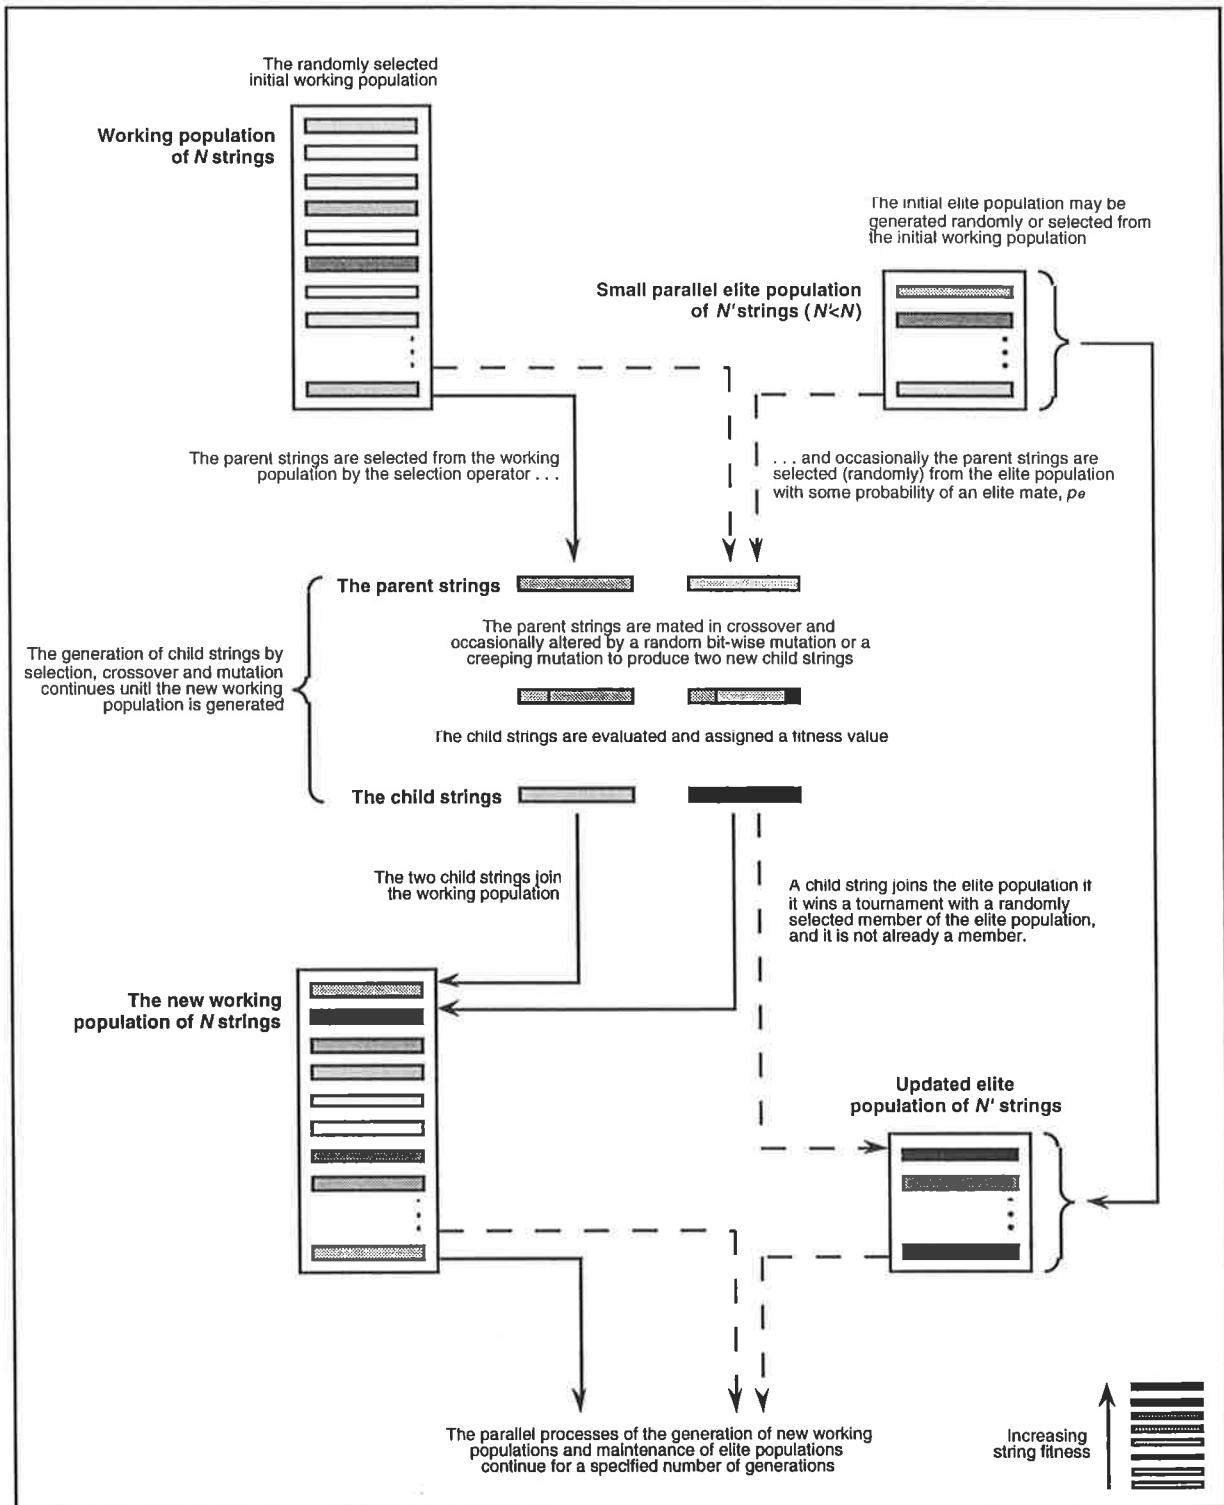 The randomly selected
initial working population
Working population
of N strings
The initial elite population may be
generated randomly or selected from
the initial working population
Small parallel elite population
of N' strings ( N'<N)
The parent strings are selected from the working
population by the selection operator . . .
. . . and occasionally the parent strings are
selected (randomly) from the elite population
with some probability of an elite mate, pe
The parent strings
The parent strings are mated in crossover and
occasionally altered by a random bit-wise mutation or a
creeping mutation to produce two new child strings
The generation of child strings by
selection, crossover and mutation
continues unitl the new working
population is generated
The child strings are evaluated and assigned a fitness value
The child strings
The two child strings join
the working population
A child string joins the elite population if
it wins a tournament with a randomly
selected member of the elite population,
and it is not already a member.
The new working
population of N strings
Updated elite
population of N' strings
The parallel processes of the generation of new working
populations and maintenance of elite populations
continue for a specified number of generations
Increasing
string fitness